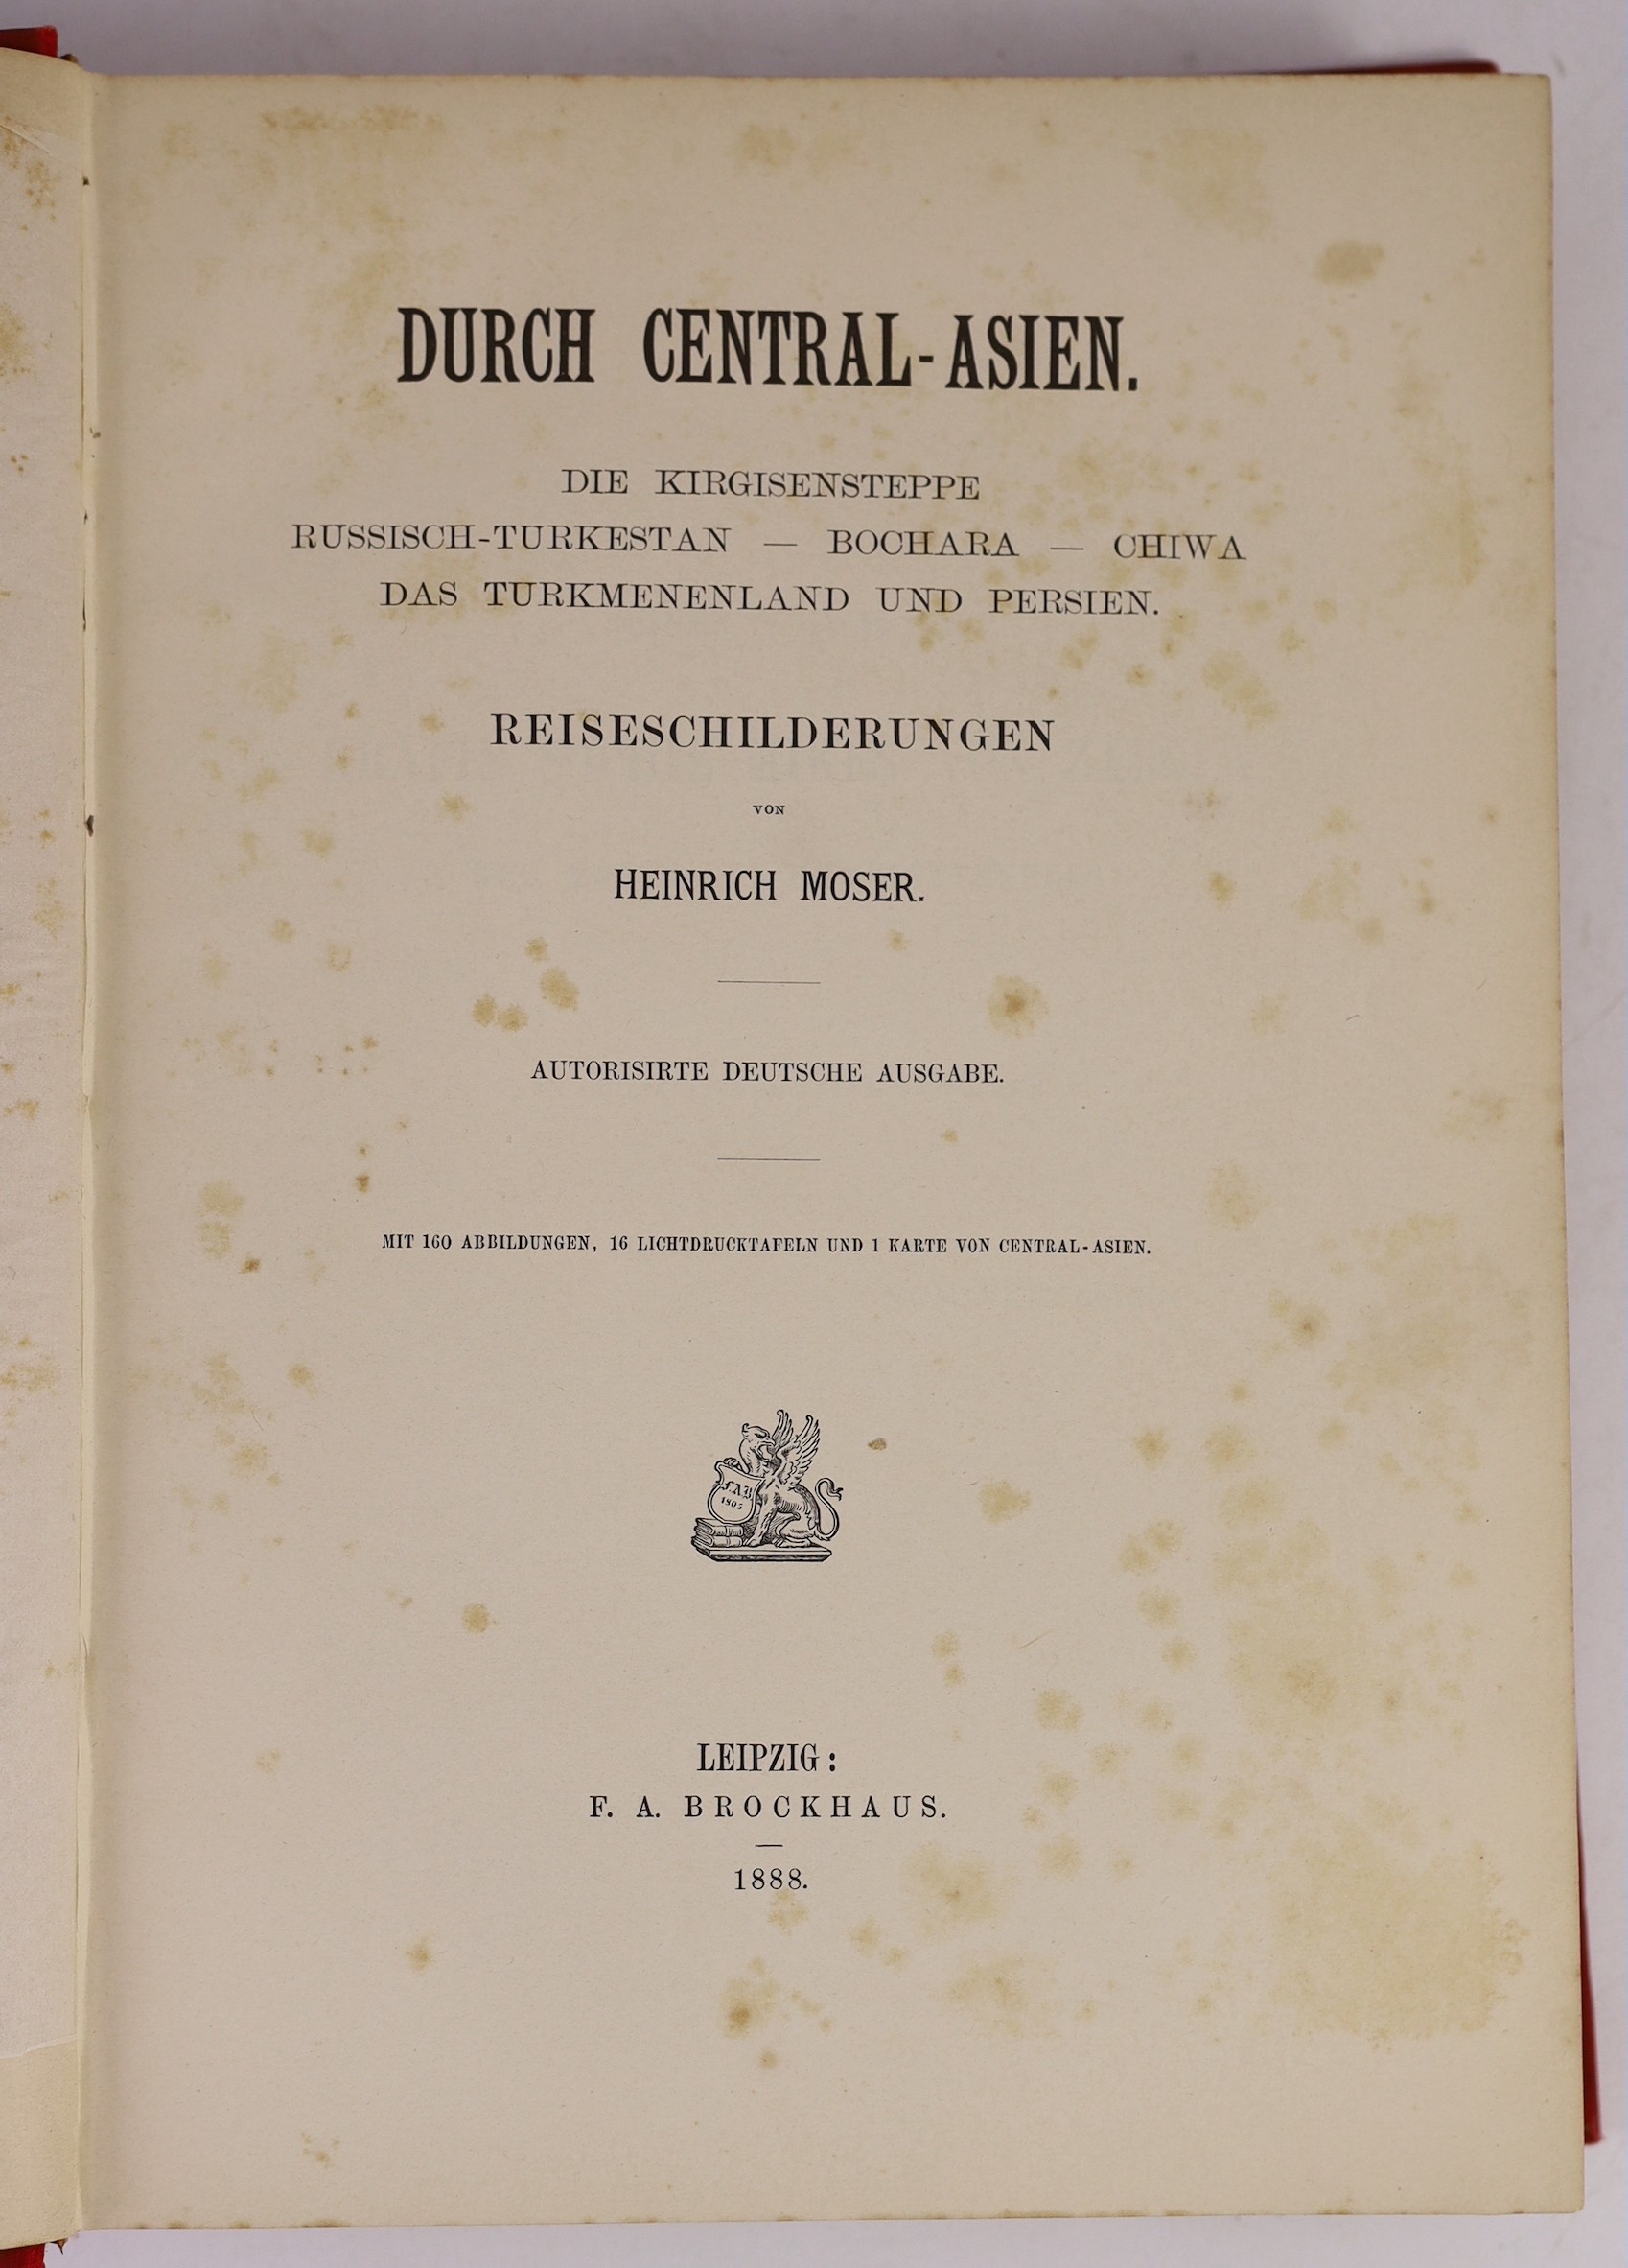 DURCH CENTRAL-ASIEN.
DIE KIRGISENSTEPPE
RUSSISCH-TURKESTAN — BOCHARA — CHIWA
DAS TURKMENENLAND UND PERSIEN.
REISESCHILDERUNGEN
VON
HEINRICH MOSER.
AUTORISIRTE DEUTSCHE AUSGABE.
MIT 160 ABBILDUNGEN, 16 LICHTDRUCKTAFELN UND 1 KARTE VON CENTRAL-ASIEN.
F.A.B
1805
LEIPZIG:
F. A. BROCKHAUS.
1888.